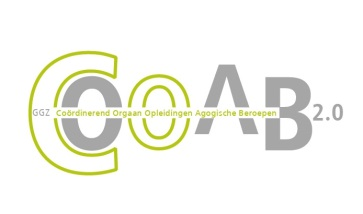 COOAB 2.0
GGZ Coördinerend Orgaan Opleidingen Agogische Beroepen